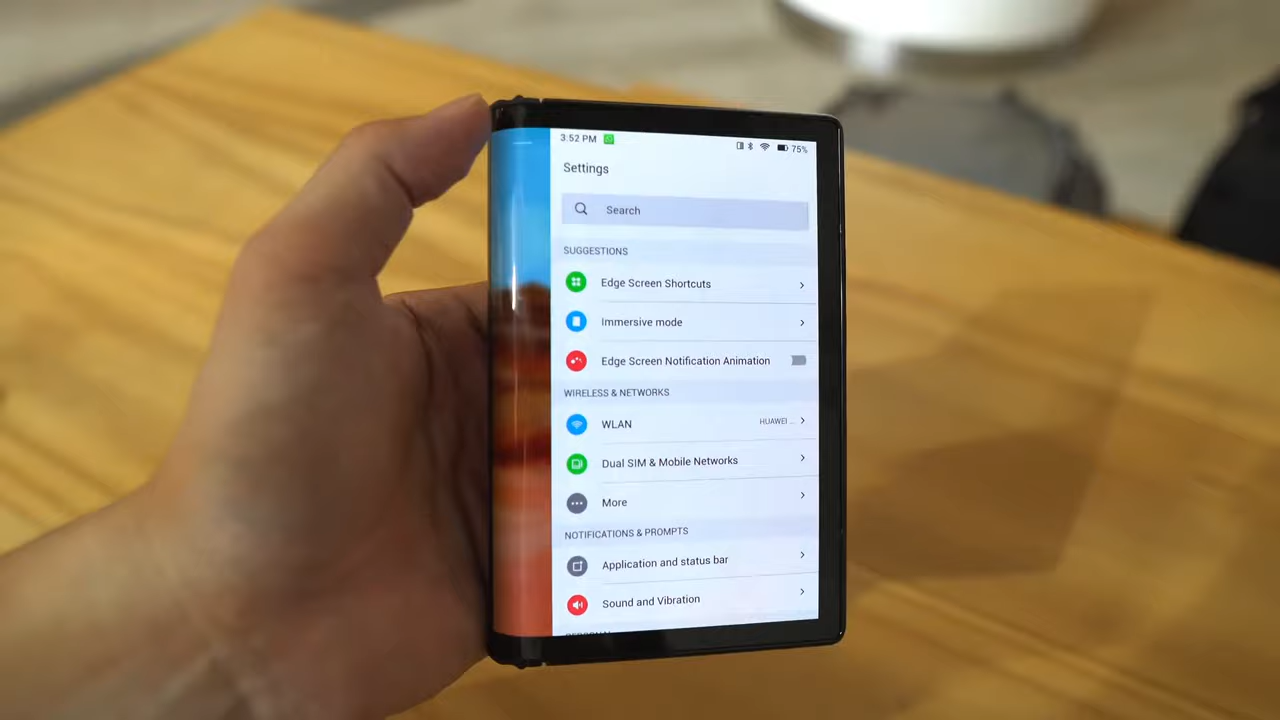 3:52 PM 75%
Settings
Search
SUGGESTIONS
Edge Screen Shortcuts
Immersive mode
Edge Screen Notification Animation
WIRELESS & NETWORKS
WLAN HUAWEI ...
Dual SIM & Mobile Networks
More
NOTIFICATIONS & PROMPTS
Application and status bar
Sound and Vibration
PERSONAL